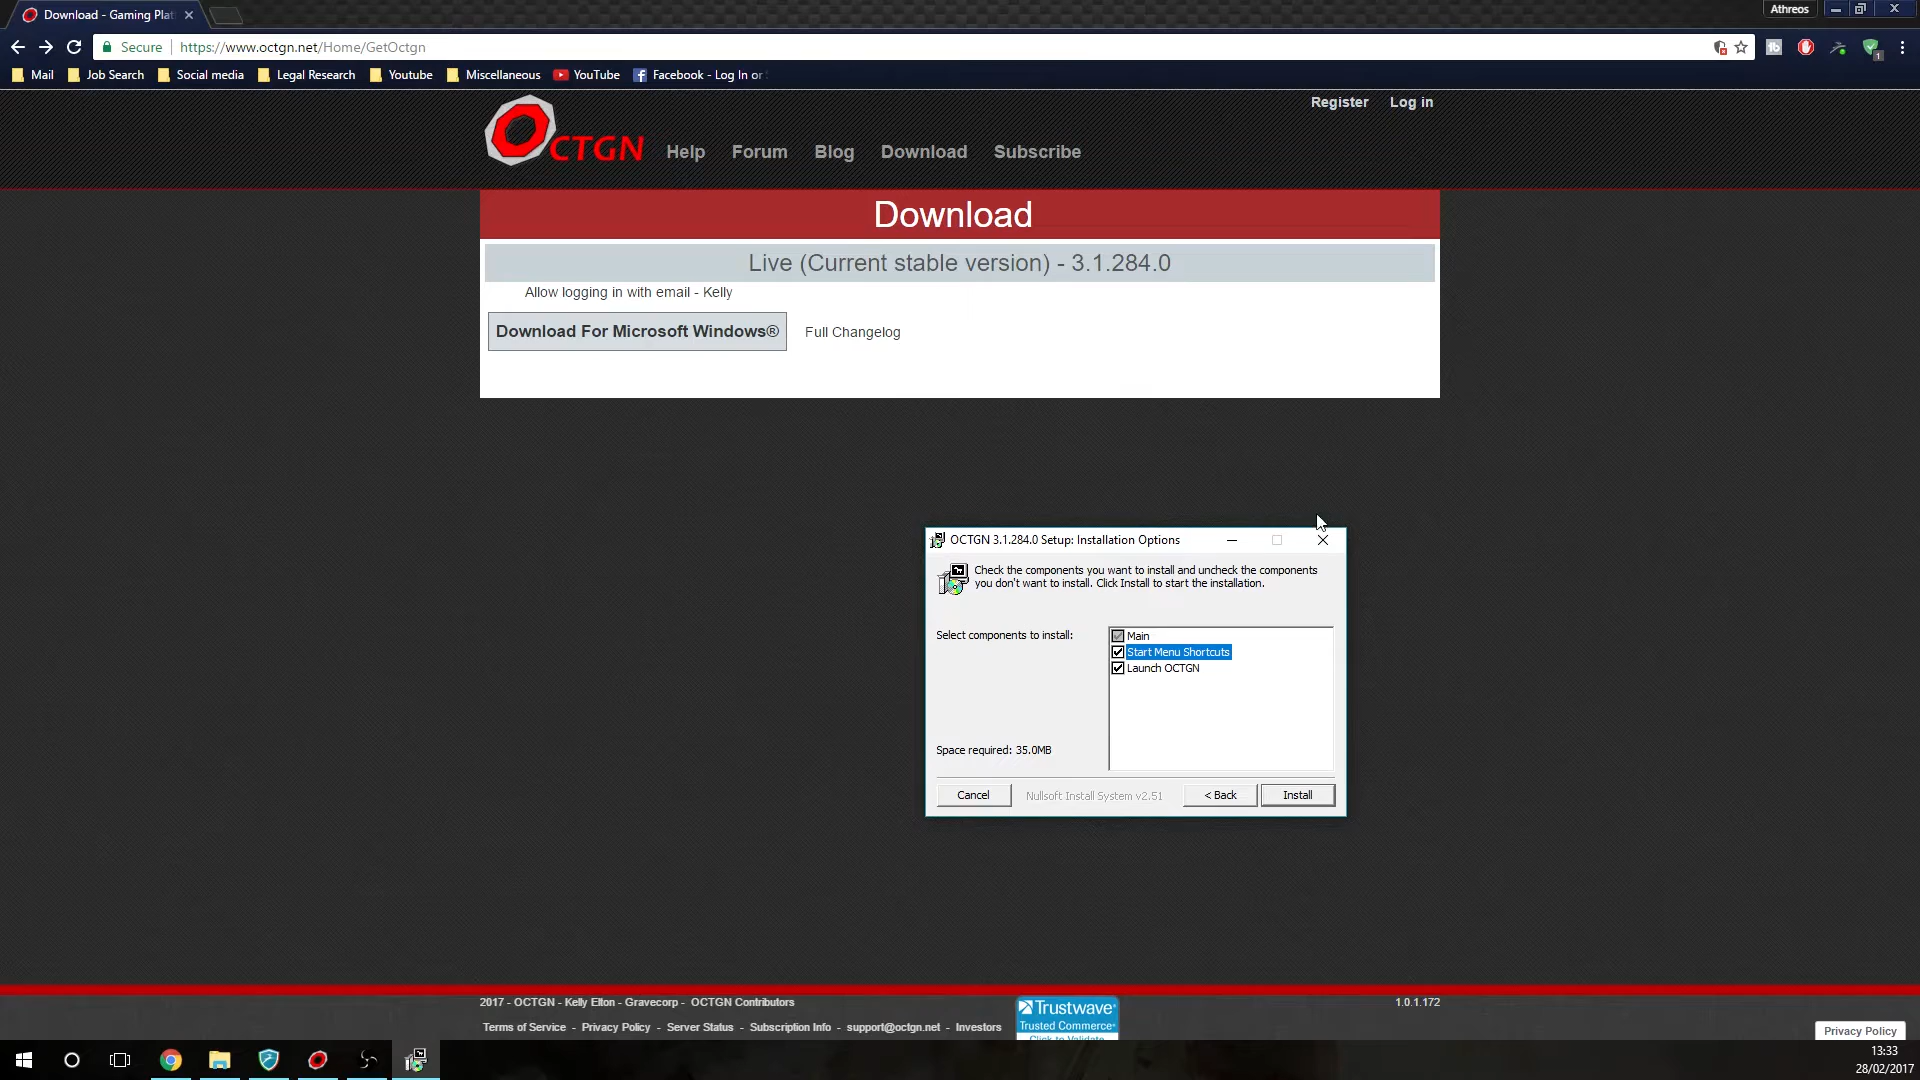 Download - Gaming Plat
Athreos
Secure
https://www.octgn.net/Home/GetOctgn
1
Mail
Job Search
Social media
Legal Research
Youtube
Miscellaneous
YouTube
Facebook - Log In or
Register
Log in
OCTGN
Help
Forum
Blog
Download
Subscribe
Download
Live (Current stable version) - 3.1.284.0
Allow logging in with email - Kelly
Download For Microsoft Windows®
Full Changelog
OCTGN 3.1.284.0 Setup: Installation Options
Check the components you want to install and uncheck the components
you don't want to install. Click Install to start the installation.
Select components to install:
Main
Start Menu Shortcuts
Launch OCTGN
Space required: 35.0MB
Cancel
Nullsoft Install System v2.51
< Back
Install
2017 - OCTGN - Kelly Elton - Gravecorp - OCTGN Contributors
Trustwave
Trusted Commerce
Click to Validate
1.0.1.172
Terms of Service - Privacy Policy - Server Status - Subscription Info - support@octgn.net - Investors
Privacy Policy
13:33
28/02/2017